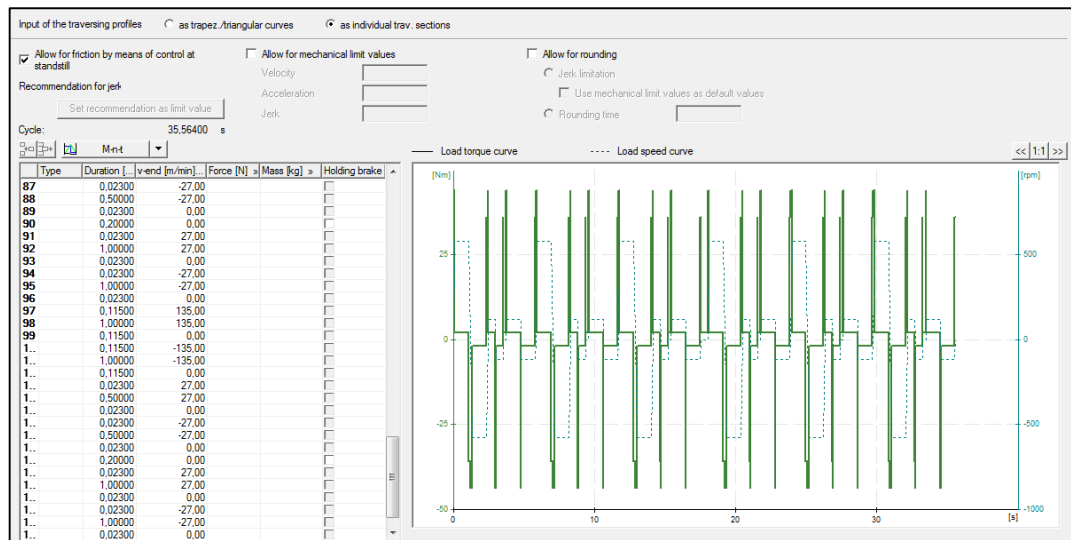 Input of the traversing profiles as trapez./triangular curves as individual trav. sections
Allow for friction by means of control at standstill
Allow for mechanical limit values
Allow for rounding
Velocity
Jerk limitation
Recommendation for jerk
Acceleration
Use mechanical limit values as default values
Set recommendation as limit value
Jerk
Rounding time
Cycle: 35,56400 s
M-n-t
Load torque curve
Load speed curve
<< 1:1 >>
Type Duration [... v-end [m/min]... Force [N] » Mass [kg] » Holding brake
87 0,02300 -27,00
88 0,50000 -27,00
89 0,02300 0,00
90 0,20000 0,00
91 0,02300 27,00
92 1,00000 27,00
93 0,02300 0,00
94 0,02300 -27,00
95 1,00000 -27,00
96 0,02300 0,00
97 0,11500 135,00
98 1,00000 135,00
99 0,11500 0,00
1.. 0,11500 -135,00
1.. 1,00000 -135,00
1.. 0,11500 0,00
1.. 0,02300 27,00
1.. 0,50000 27,00
1.. 0,02300 0,00
1.. 0,02300 -27,00
1.. 0,50000 -27,00
1.. 0,02300 0,00
1.. 0,20000 0,00
1.. 0,02300 27,00
1.. 1,00000 27,00
1.. 0,02300 0,00
1.. 0,02300 -27,00
1.. 1,00000 -27,00
1.. 0,02300 0,00
[Nm] [rpm]
25 500
0 0
-25 -500
-50 -1000
0 10 20 30 [s]